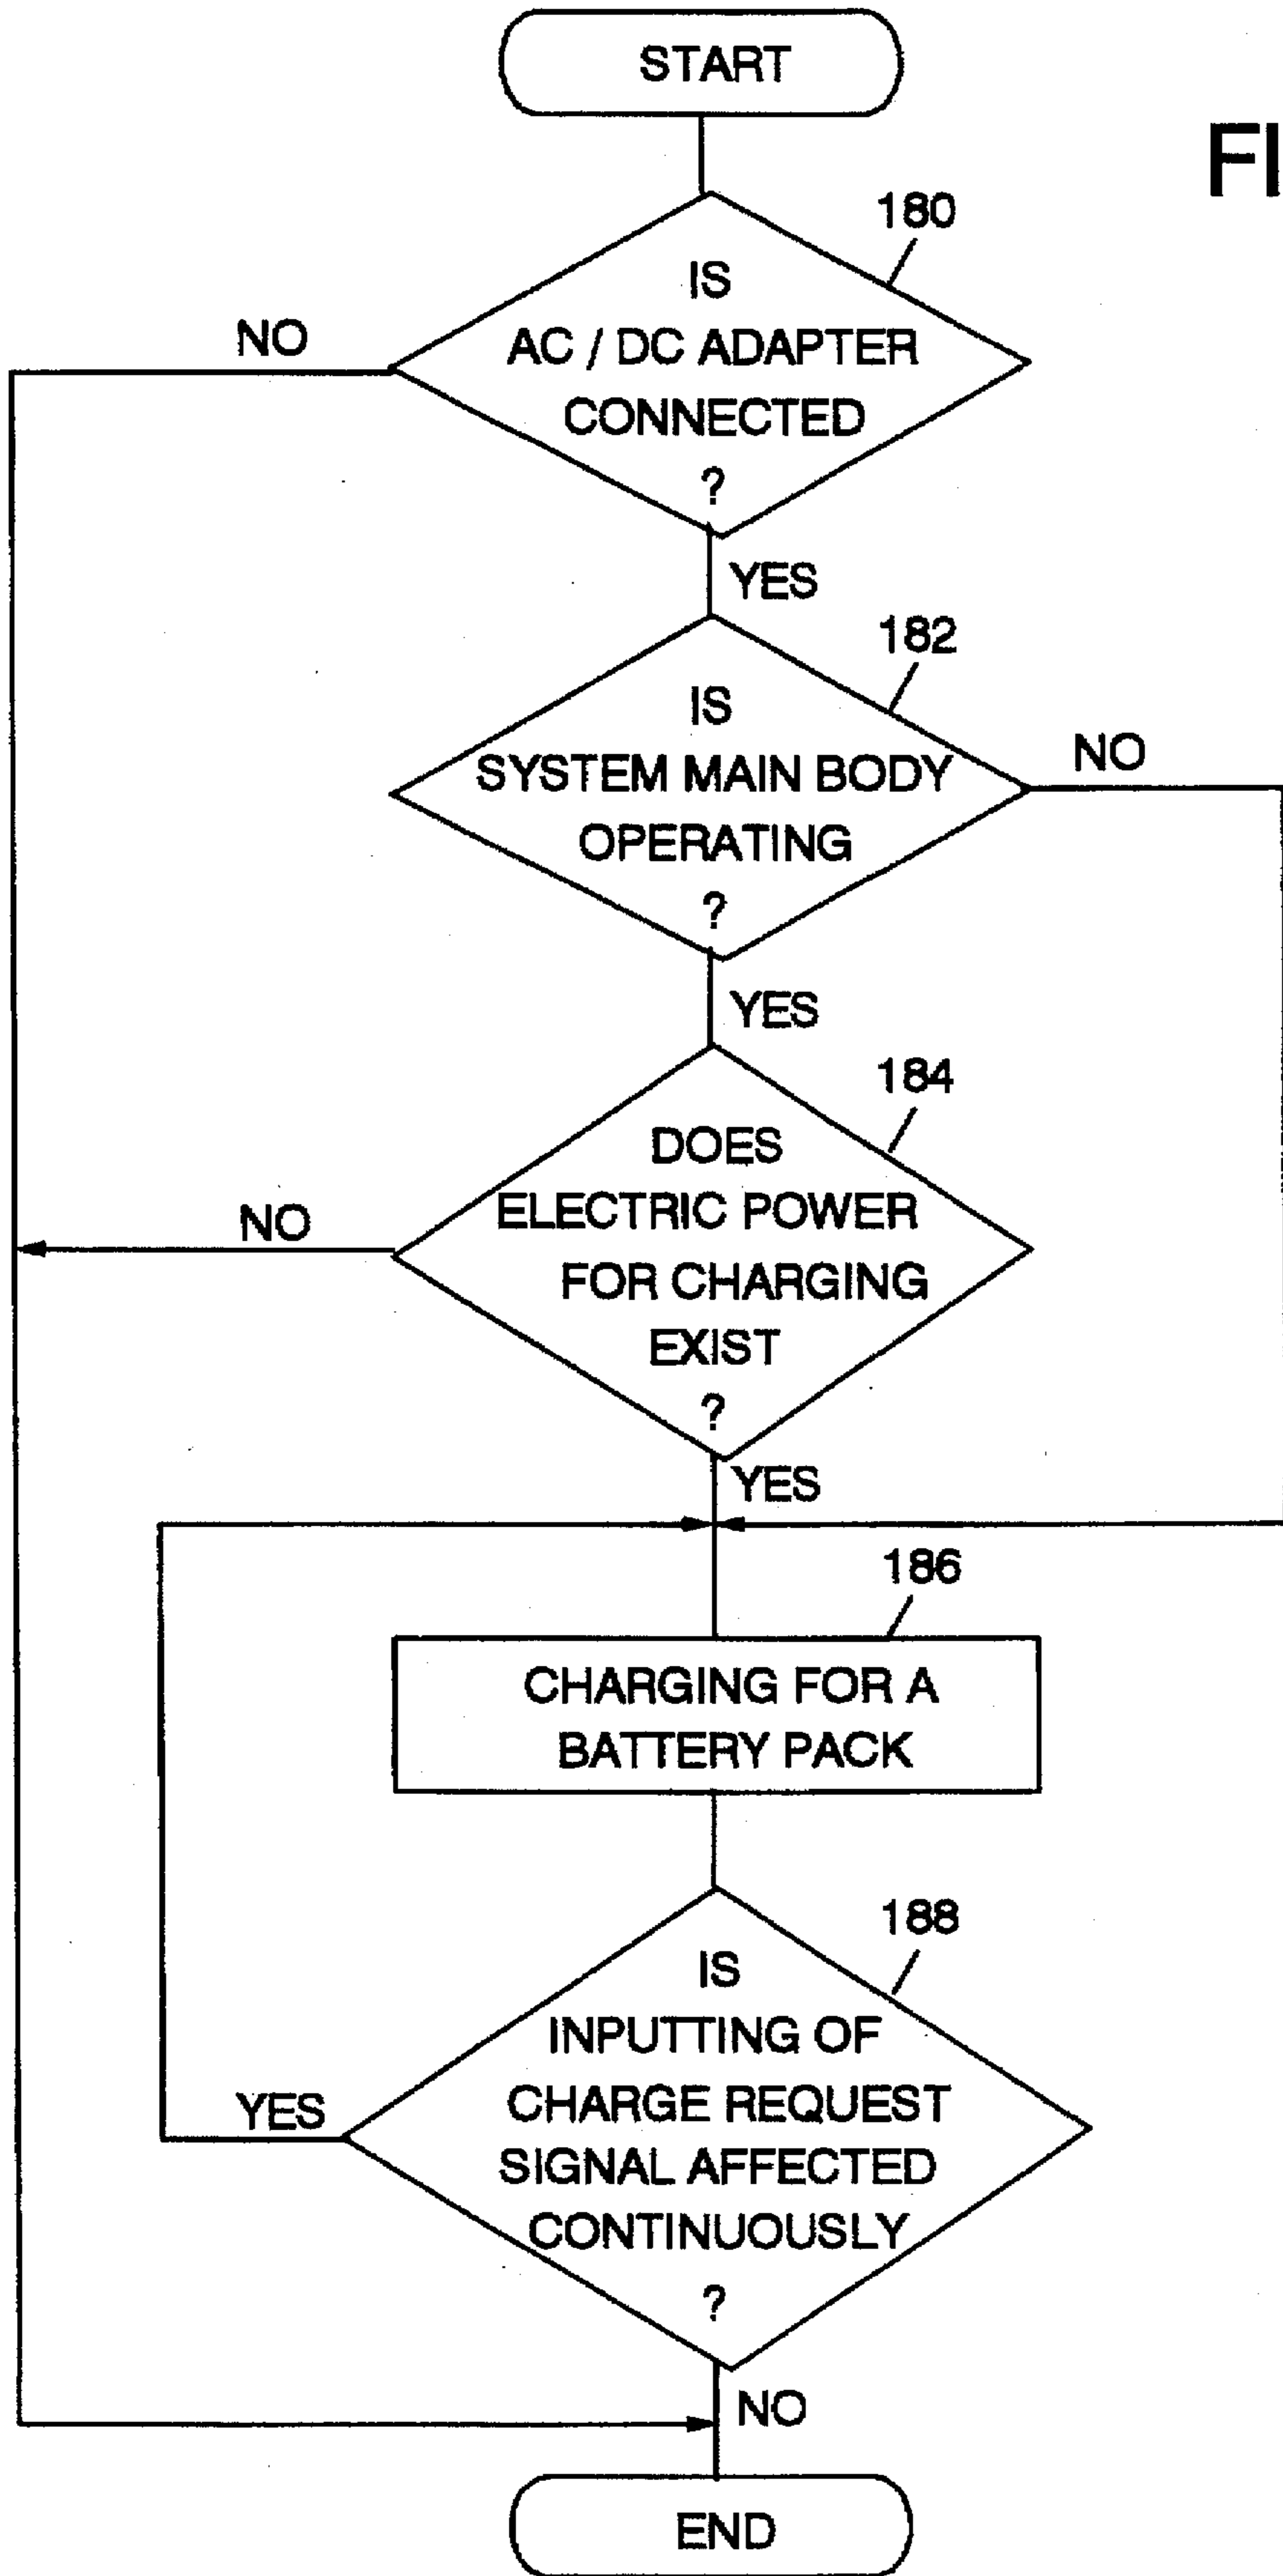 START
FI
180
IS
AC / DC ADAPTER
CONNECTED
?
NO
YES
182
IS
SYSTEM MAIN BODY
OPERATING
?
NO
YES
184
DOES
ELECTRIC POWER
FOR CHARGING
EXIST
?
NO
YES
186
CHARGING FOR A
BATTERY PACK
188
IS
INPUTTING OF
CHARGE REQUEST
SIGNAL AFFECTED
CONTINUOUSLY
?
YES
NO
END